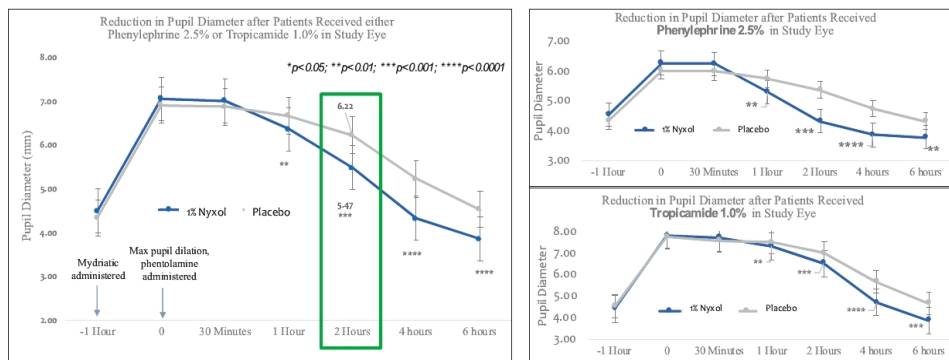 Reduction in Pupil Diameter after Patients Received either
Phenylephrine 2.5% or Tropicamide 1.0% in Study Eye
*p<0.05; **p<0.01; ***p<0.001; ****p<0.0001
Pupil Diameter (mm)
8.00
7.00
6.00
5.00
4.00
3.00
2.00
6.22
5-47
***
**
****
****
1% Nyxol
Placebo
Mydriatic
administered
Max pupil dilation,
phentolamine
administered
-1 Hour
0
30 Minutes
1 Hour
2 Hours
4 hours
6 hours
Reduction in Pupil Diameter after Patients Received
Phenylephrine 2.5% in Study Eye
Pupil Diameter
7.00
6.00
5.00
4.00
3.00
1% Nyxol
Placebo
**
***
****
**
-1 Hour
0
30 Minutes
1 Hour
2 Hours
4 hours
6 hours
Reduction in Pupil Diameter after Patients Received
Tropicamide 1.0% in Study Eye
Pupil Diameter
8.00
7.00
6.00
5.00
4.00
3.00
1% Nyxol
Placebo
**
***
****
***
-1 Hour
0
30 Minutes
1 Hour
2 Hours
4 hours
6 hours